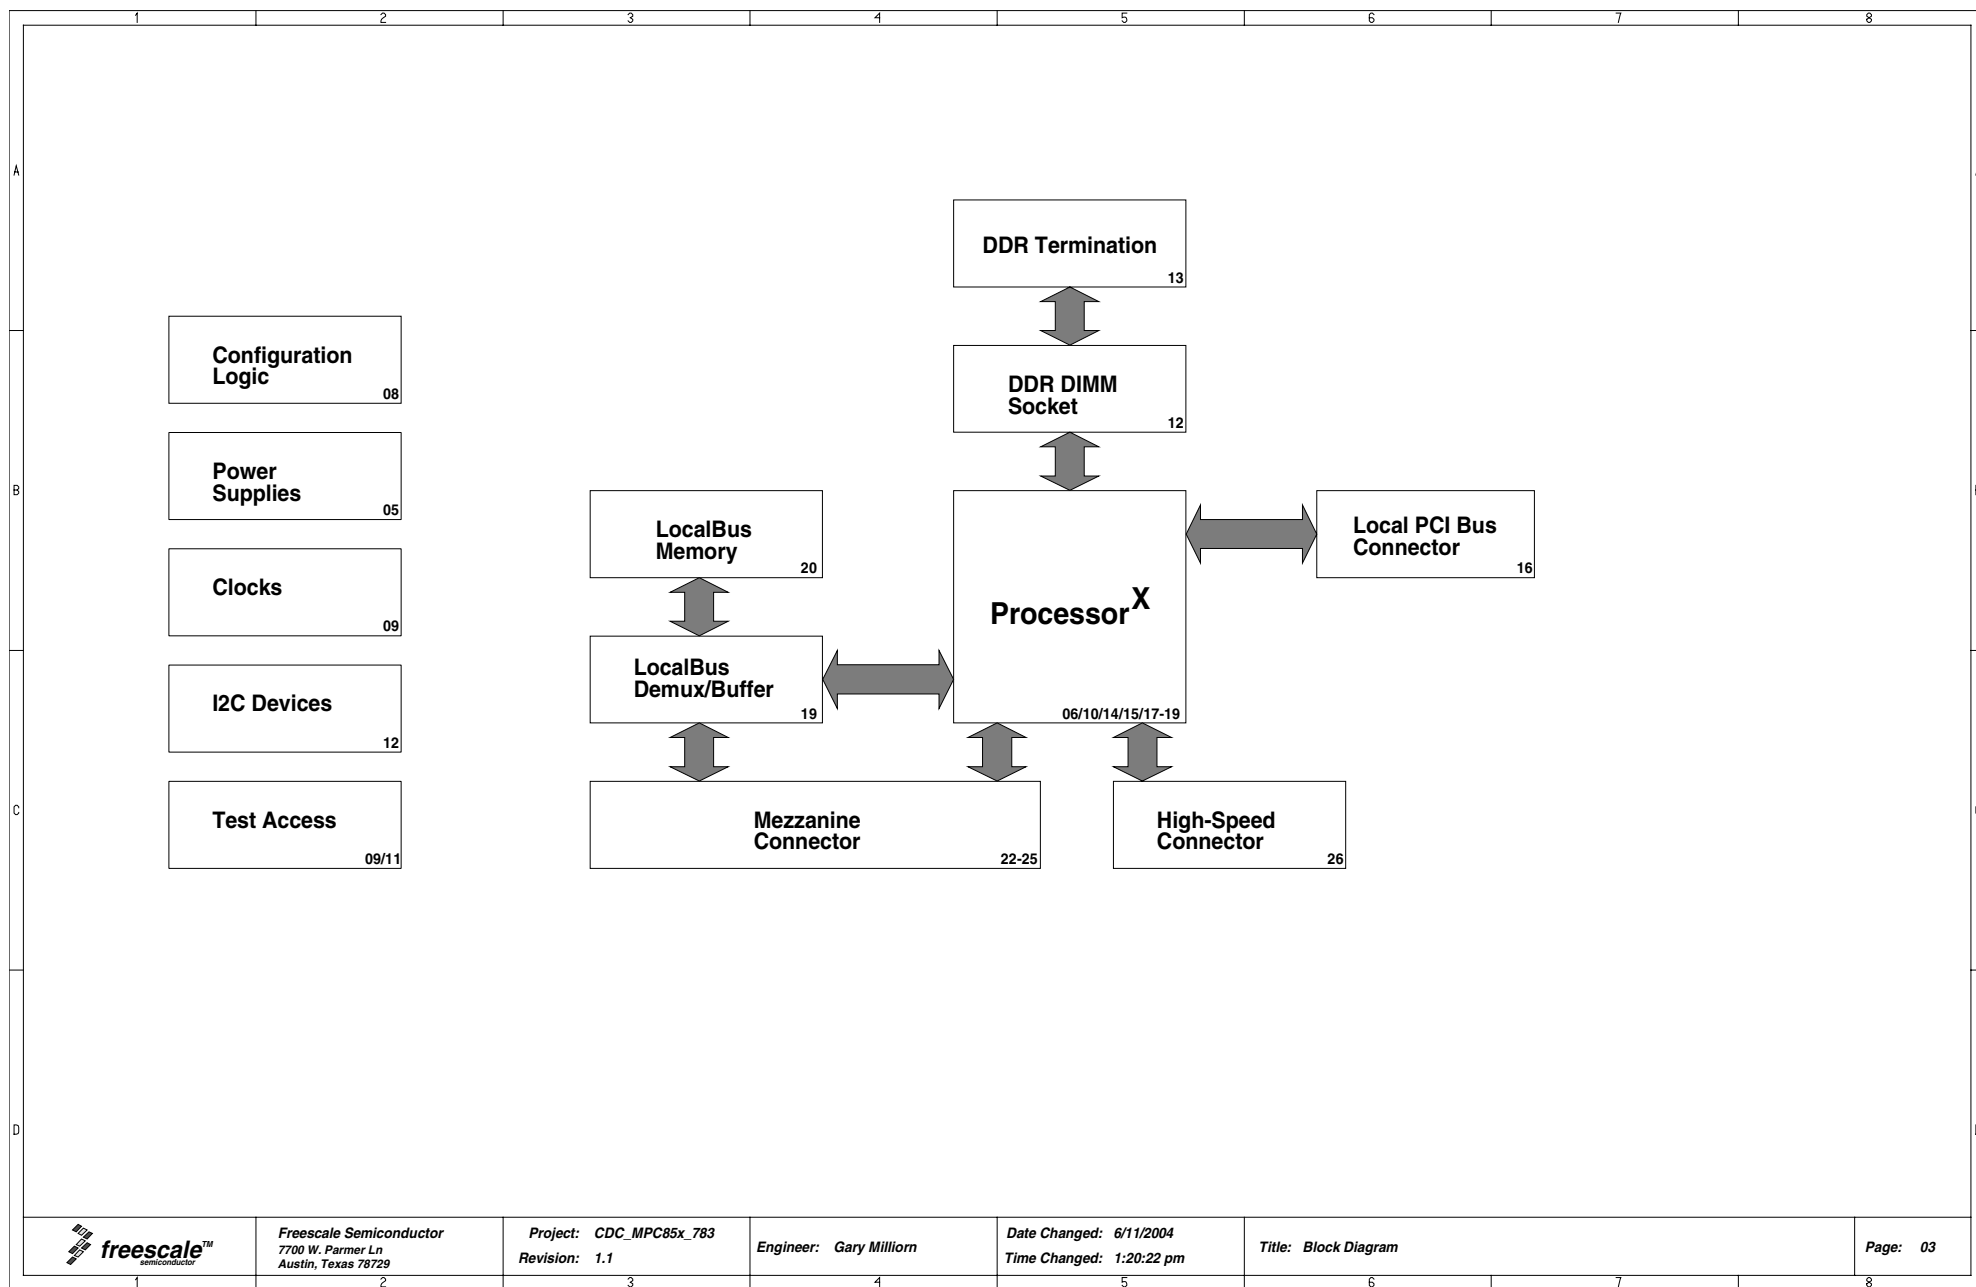 1 2 3 4 5 6 7 8
A
DDR Termination
13
Configuration
Logic
08
DDR DIMM
Socket
12
Power
Supplies
05
B
LocalBus
Memory
20
Local PCI Bus
Connector
16
Clocks
09
Processor X
06/10/14/15/17-19
LocalBus
Demux/Buffer
19
I2C Devices
12
C
Test Access
09/11
Mezzanine
Connector
22-25
High-Speed
Connector
26
D
freescale™
semiconductor
Freescale Semiconductor
7700 W. Parmer Ln
Austin, Texas 78729
Project: CDC_MPC85x_783
Revision: 1.1
Engineer: Gary Milliorn
Date Changed: 6/11/2004
Time Changed: 1:20:22 pm
Title: Block Diagram
Page: 03
1 2 3 4 5 6 7 8